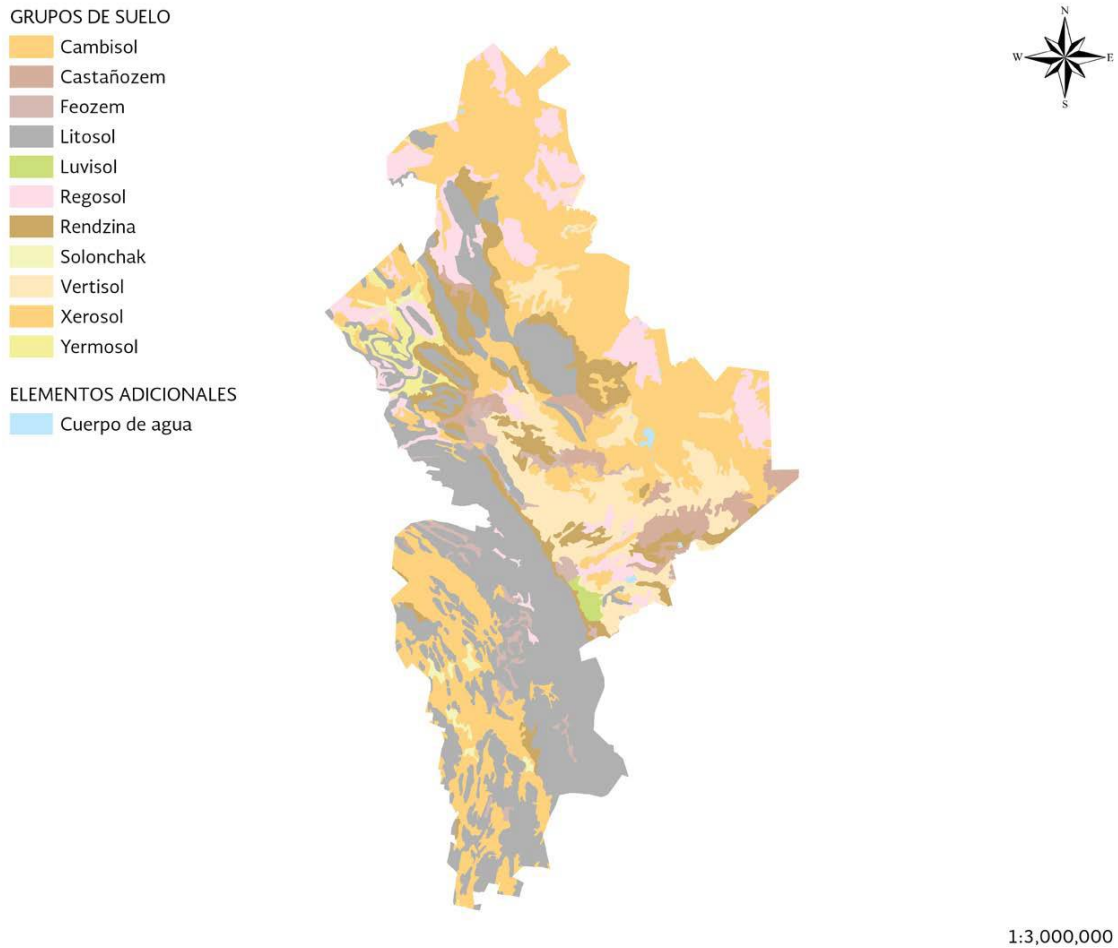 GRUPOS DE SUELO
Cambisol
Castañozem
Feozem
Litosol
Luvisol
Regosol
Rendzina
Solonchak
Vertisol
Xerosol
Yermosol
ELEMENTOS ADICIONALES
Cuerpo de agua
N
W
E
S
1:3,000,000